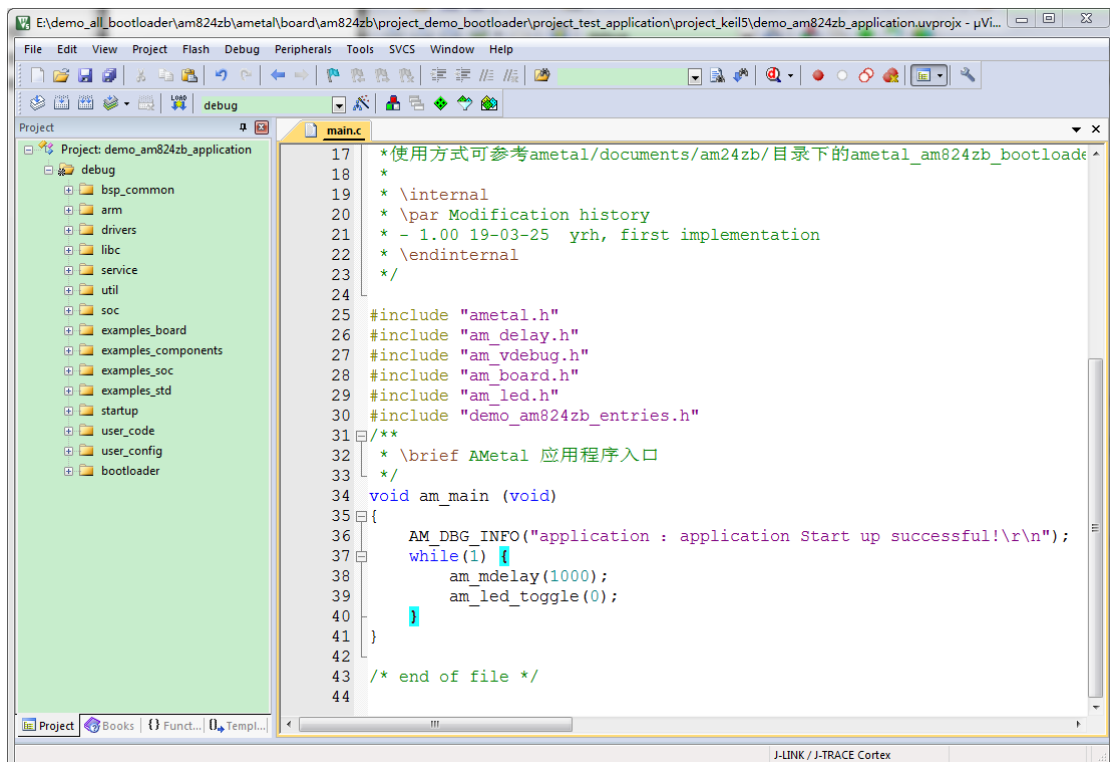 E:\demo_all_bootloader\am824zb\ametal\board\am824zb\project_demo_bootloader\project_test_application\project_keil5\demo_am824zb_application.uvprojx - µVi...
File Edit View Project Flash Debug Peripherals Tools SVCS Window Help
LOAD debug
Project
main.c
Project: demo_am824zb_application
debug
bsp_common
arm
drivers
libc
service
util
soc
examples_board
examples_components
examples_soc
examples_std
startup
user_code
user_config
bootloader
17 *使用方式可参考ametal/documents/am24zb/目录下的ametal_am824zb_bootloade
18 *
19 * \internal
20 * \par Modification history
21 * - 1.00 19-03-25  yrh, first implementation
22 * \endinternal
23 */
24
25 #include "ametal.h"
26 #include "am_delay.h"
27 #include "am_vdebug.h"
28 #include "am_board.h"
29 #include "am_led.h"
30 #include "demo_am824zb_entries.h"
31 /**
32 * \brief AMetal 应用程序入口
33 */
34 void am_main (void)
35 {
36 AM_DBG_INFO("application : application Start up successful!\r\n");
37 while(1) {
38 am_mdelay(1000);
39 am_led_toggle(0);
40 }
41 }
42
43 /* end of file */
44
Project Books {} Funct... 0 Templ...
J-LINK / J-TRACE Cortex